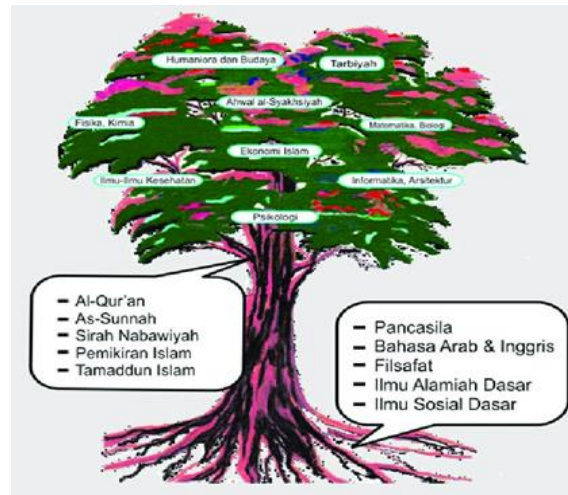 Humaniora dan Budaya
Tarbiyah
Ahwal al-Syakhsiyah
Fisika, Kimia
Matematika, Biologi
Ekonomi Islam
Ilmu-Ilmu Kesehatan
Informatika, Arsitektur
Psikologi
- Al-Qur'an
- As-Sunnah
- Sirah Nabawiyah
- Pemikiran Islam
- Tamaddun Islam
- Pancasila
- Bahasa Arab & Inggris
- Filsafat
- Ilmu Alamiah Dasar
- Ilmu Sosial Dasar